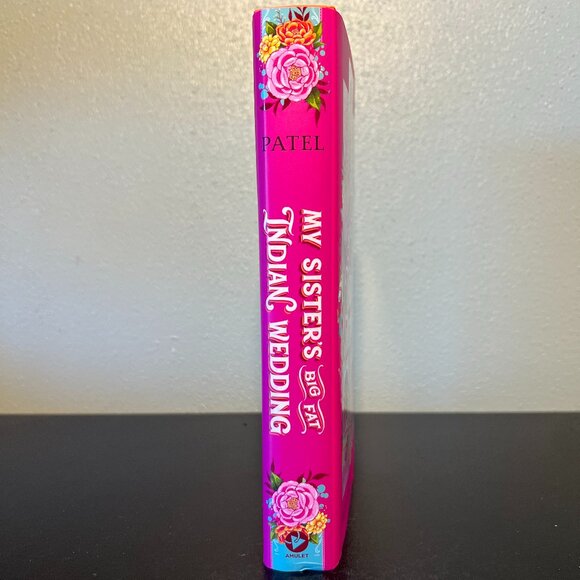 PATEL
MY SISTER'S
BIG FAT
INDIAN WEDDING
AMULET